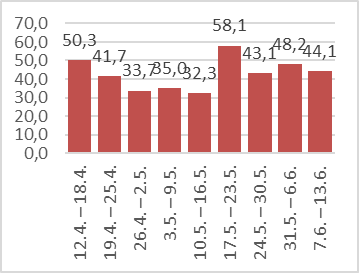 70,0
60,0
50,0
40,0
30,0
20,0
10,0
0,0
50,3
41,7
33,7
35,0
32,3
58,1
43,1
48,2
44,1
12.4. – 18.4.
19.4. – 25.4.
26.4. – 2.5.
3.5. – 9.5.
10.5. – 16.5.
17.5. – 23.5.
24.5. – 30.5.
31.5. – 6.6.
7.6. – 13.6.